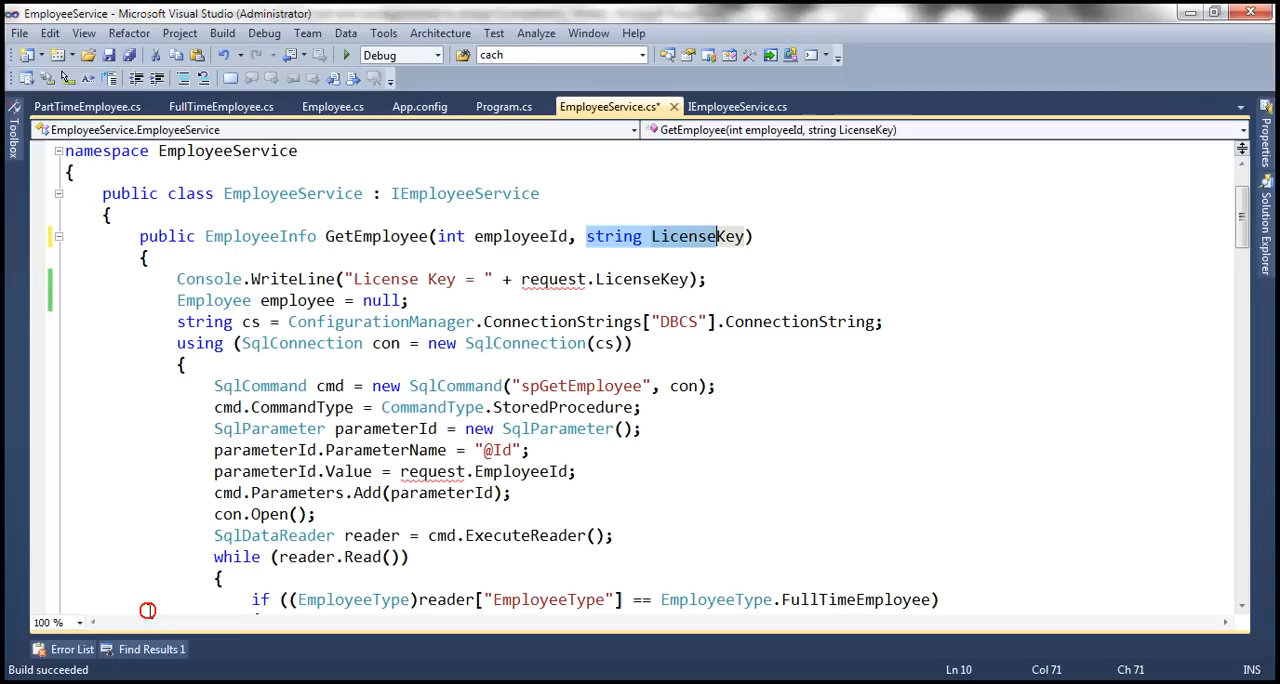 EmployeeService - Microsoft Visual Studio (Administrator)
File Edit View Refactor Project Build Debug Team Data Tools Architecture Test Analyze Window Help
Debug cach
PartTimeEmployee.cs FullTimeEmployee.cs Employee.cs App.config Program.cs EmployeeService.cs* IEmployeeService.cs
EmployeeService.EmployeeService GetEmployee(int employeeId, string LicenseKey)
Toolbox
Properties
Solution Explorer
namespace EmployeeService
{
public class EmployeeService : IEmployeeService
{
public EmployeeInfo GetEmployee(int employeeId, string LicenseKey)
{
Console.WriteLine("License Key = " + request.LicenseKey);
Employee employee = null;
string cs = ConfigurationManager.ConnectionStrings["DBCS"].ConnectionString;
using (SqlConnection con = new SqlConnection(cs))
{
SqlCommand cmd = new SqlCommand("spGetEmployee", con);
cmd.CommandType = CommandType.StoredProcedure;
SqlParameter parameterId = new SqlParameter();
parameterId.ParameterName = "@Id";
parameterId.Value = request.EmployeeId;
cmd.Parameters.Add(parameterId);
con.Open();
SqlDataReader reader = cmd.ExecuteReader();
while (reader.Read())
{
if ((EmployeeType)reader["EmployeeType"] == EmployeeType.FullTimeEmployee)
100 %
Error List Find Results 1
Build succeeded Ln 10 Col 71 Ch 71 INS